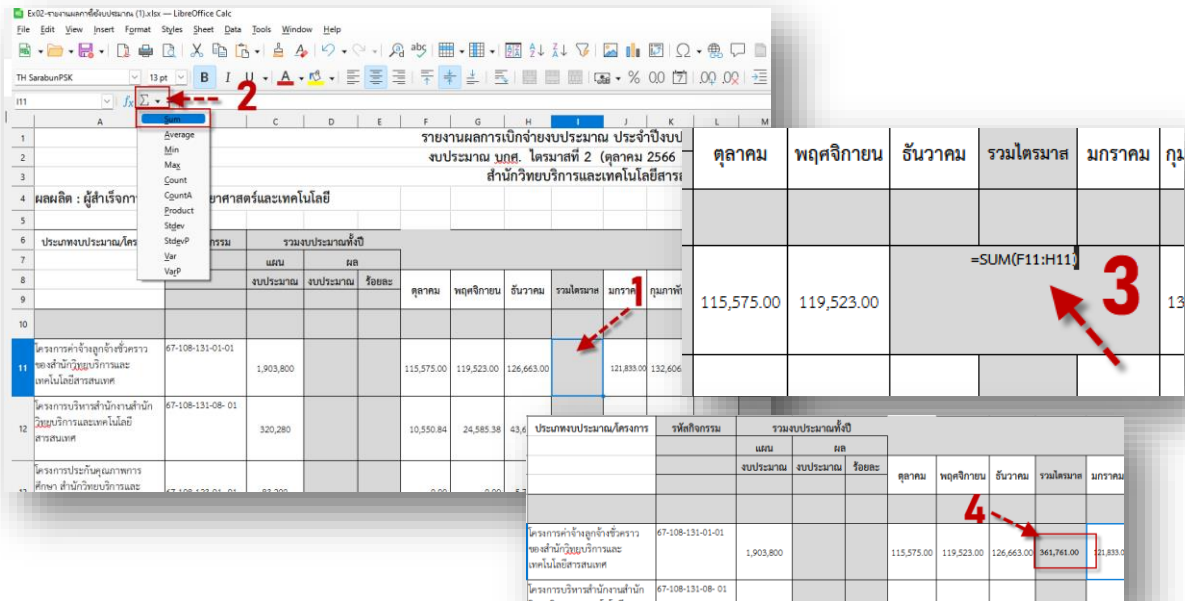 Ex02-รายงานผลการใช้งบประมาณ (1).xlsx — LibreOffice Calc
File Edit View Insert Format Styles Sheet Data Tools Window Help
TH SarabunPSK 13 pt B I U A % 0.0 .00 .00
I11 fx Σ 2
A C D E F G H I J K L M
Sum
Average
Min
Max
Count
CountA
Product
Stdev
StdevP
Var
VarP
1 รายงานผลการเบิกจ่ายงบประมาณ ประจำปีงบป
2 งบประมาณ บกศ. ไตรมาสที่ 2 (ตุลาคม 2566
3 สำนักวิทยบริการและเทคโนโลยีสารส
4 ผลผลิต : ผู้สำเร็จกา ยาศาสตร์และเทคโนโลยี
5
6 ประเภทงบประมาณ/โคร กรรม รวมงบประมาณทั้งปี
7 แผน ผล
8 งบประมาณ งบประมาณ ร้อยละ
9 ตุลาคม พฤศจิกายน ธันวาคม รวมไตรมาส มกราค กุมภาพั
1
10
11 โครงการค่าจ้างลูกจ้างชั่วคราว ของสำนักวิทยบริการและ เทคโนโลยีสารสนเทศ 67-108-131-01-01 1,903,800 115,575.00 119,523.00 126,663.00 121,833.00 132,606
12 โครงการบริหารสำนักงานสำนัก วิทยบริการและเทคโนโลยี สารสนเทศ 67-108-131-08- 01 320,280 10,550.84 24,585.38 43,6
โครงการประกันคุณภาพการ
ศึกษา สำนักวิทยบริการและ
ตุลาคม พฤศจิกายน ธันวาคม รวมไตรมาส มกราคม กุม
=SUM(F11:H11)
3
115,575.00 119,523.00 13
ประเภทงบประมาณ/โครงการ รหัสกิจกรรม รวมงบประมาณทั้งปี
แผน ผล
งบประมาณ งบประมาณ ร้อยละ
ตุลาคม พฤศจิกายน ธันวาคม รวมไตรมาส มกราคม
4
โครงการค่าจ้างลูกจ้างชั่วคราว 67-108-131-01-01
ของสำนักวิทยบริการและ
1,903,800 115,575.00 119,523.00 126,663.00 361,761.00 121,833.0
เทคโนโลยีสารสนเทศ
โครงการบริหารสำนักงานสำนัก 67-108-131-08- 01